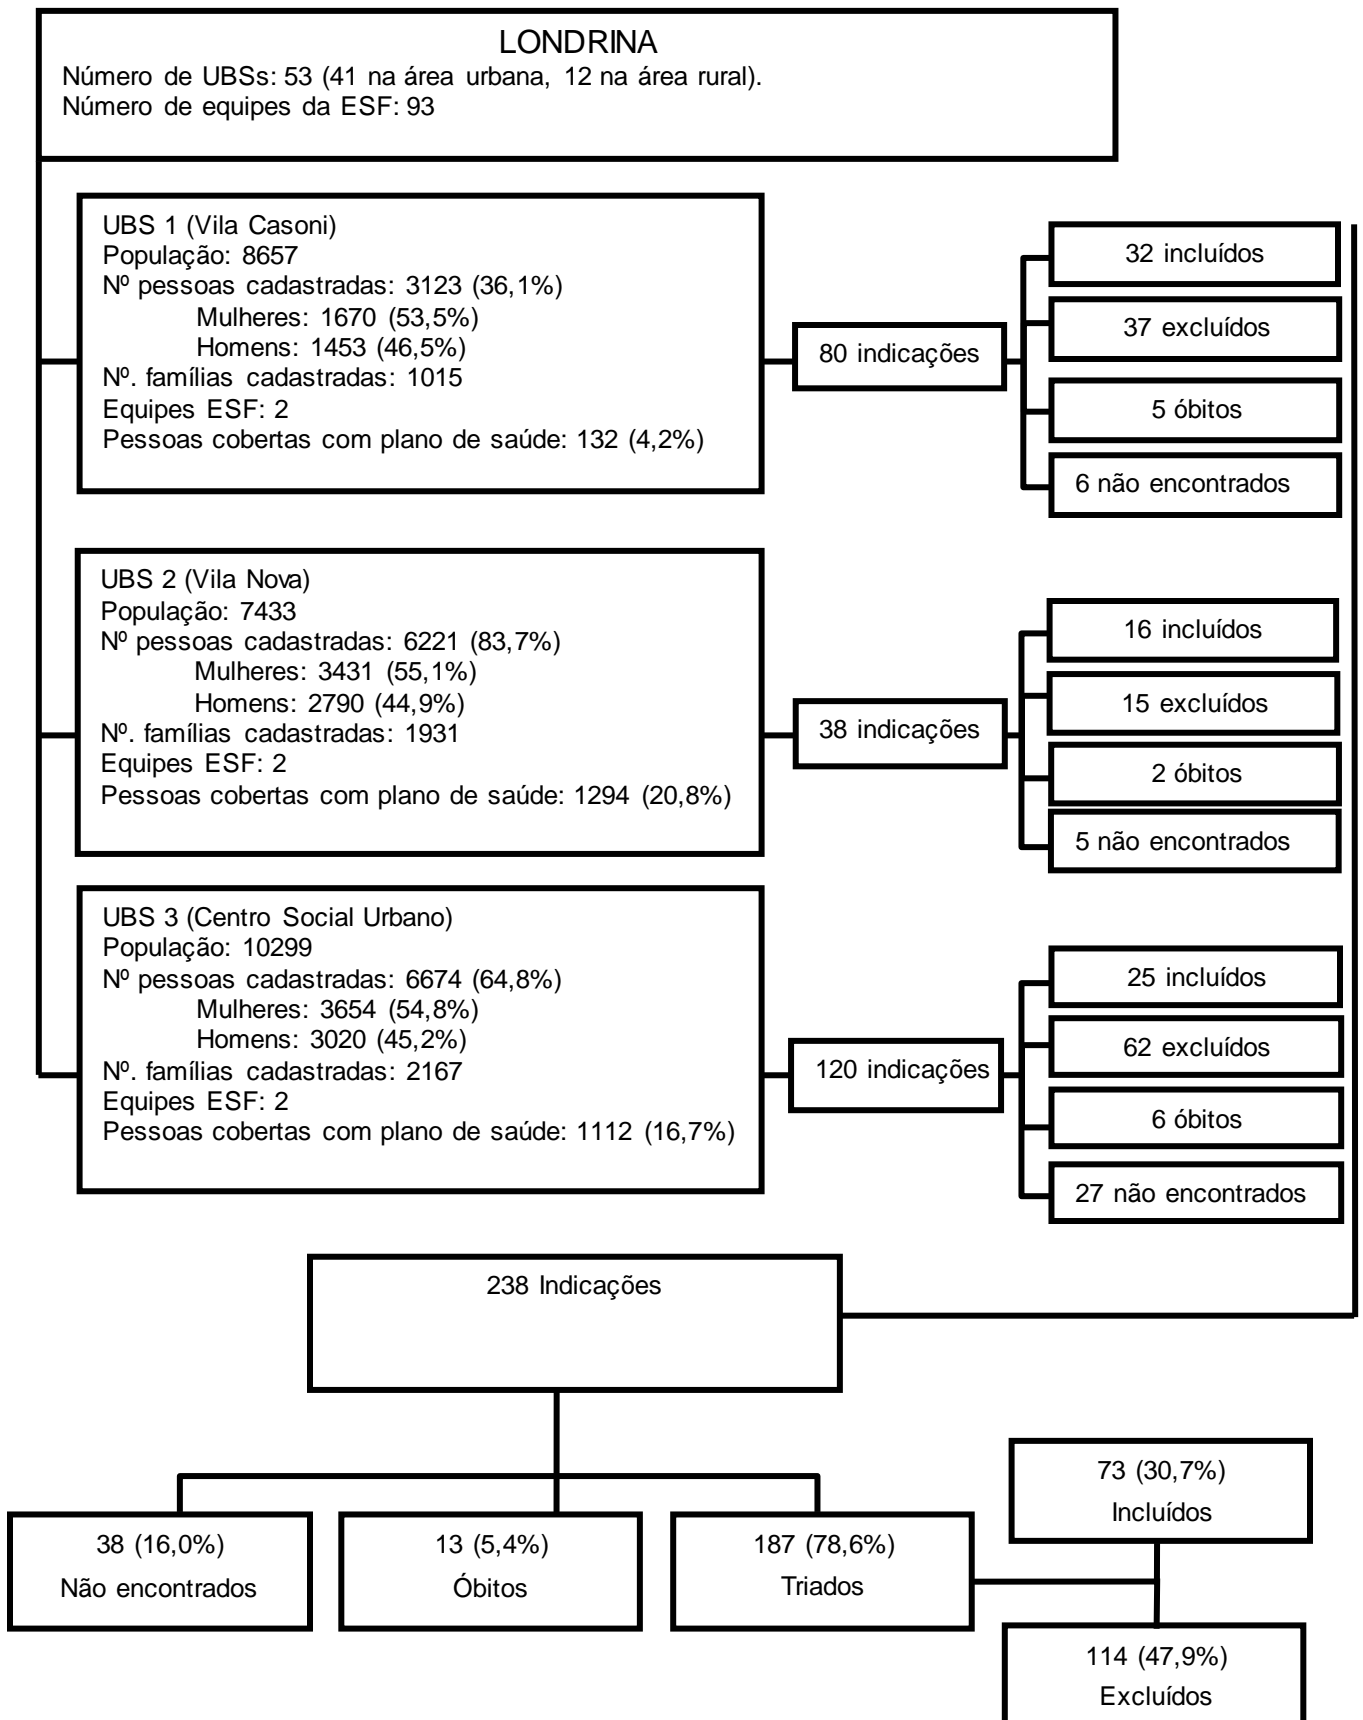 LONDRINA
Número de UBSs: 53 (41 na área urbana, 12 na área rural).
Número de equipes da ESF: 93
UBS 1 (Vila Casoni)
População: 8657
Nº pessoas cadastradas: 3123 (36,1%)
Mulheres: 1670 (53,5%)
Homens: 1453 (46,5%)
Nº. famílias cadastradas: 1015
Equipes ESF: 2
Pessoas cobertas com plano de saúde: 132 (4,2%)
80 indicações
32 incluídos
37 excluídos
5 óbitos
6 não encontrados
UBS 2 (Vila Nova)
População: 7433
Nº pessoas cadastradas: 6221 (83,7%)
Mulheres: 3431 (55,1%)
Homens: 2790 (44,9%)
Nº. famílias cadastradas: 1931
Equipes ESF: 2
Pessoas cobertas com plano de saúde: 1294 (20,8%)
38 indicações
16 incluídos
15 excluídos
2 óbitos
5 não encontrados
UBS 3 (Centro Social Urbano)
População: 10299
Nº pessoas cadastradas: 6674 (64,8%)
Mulheres: 3654 (54,8%)
Homens: 3020 (45,2%)
Nº. famílias cadastradas: 2167
Equipes ESF: 2
Pessoas cobertas com plano de saúde: 1112 (16,7%)
120 indicações
25 incluídos
62 excluídos
6 óbitos
27 não encontrados
238 Indicações
38 (16,0%)
Não encontrados
13 (5,4%)
Óbitos
187 (78,6%)
Triados
73 (30,7%)
Incluídos
114 (47,9%)
Excluídos